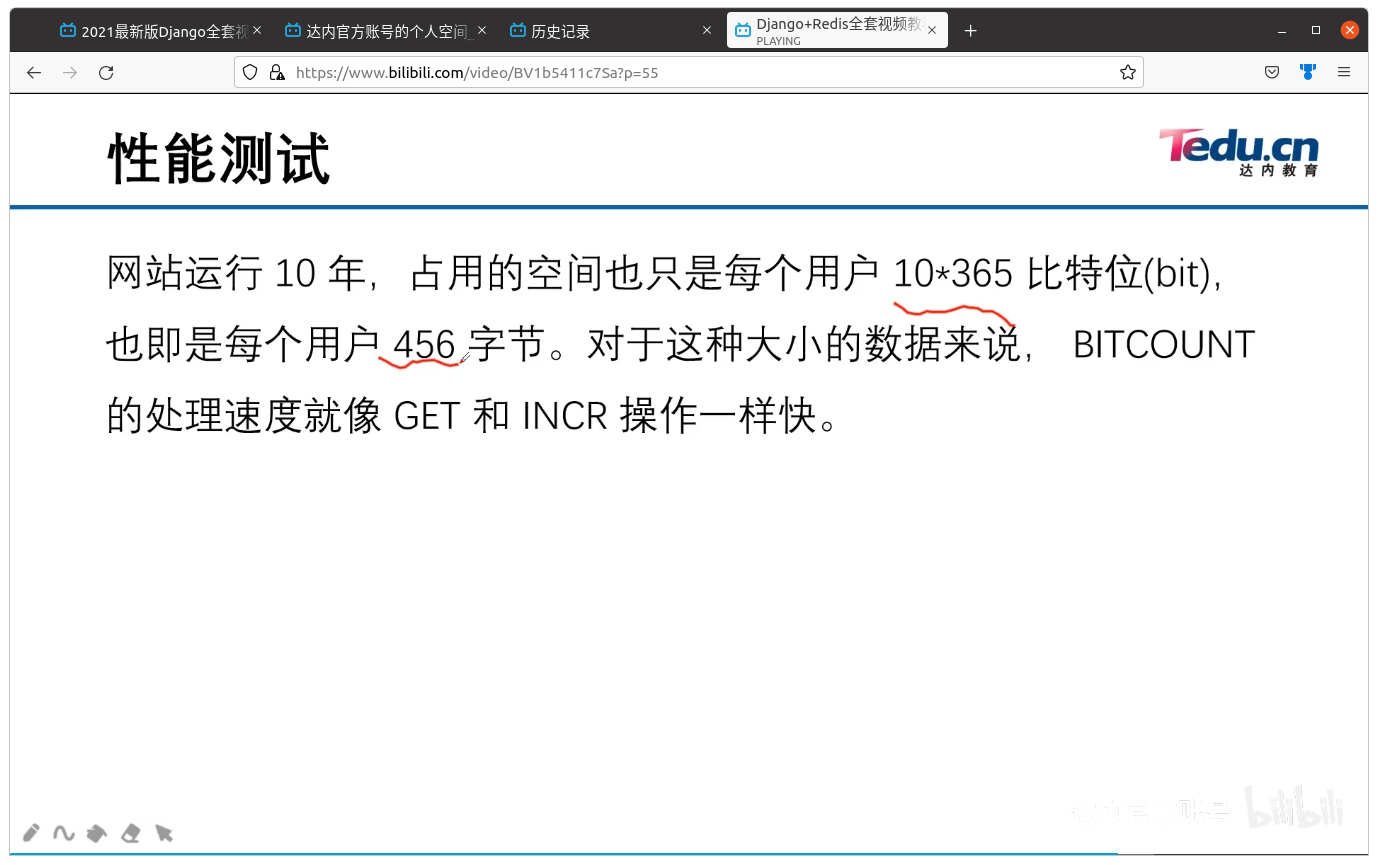 2021最新版Django全套视
达内官方账号的个人空间_
历史记录
Django+Redis全套视频教
PLAYING
https://www.bilibili.com/video/BV1b5411c7Sa?p=55
性能测试
Tedu.cn
达内教育
网站运行 10 年，占用的空间也只是每个用户 10*365 比特位(bit)，
也即是每个用户 456 字节。对于这种大小的数据来说， BITCOUNT
的处理速度就像 GET 和 INCR 操作一样快。
达内官方账号 bilibili